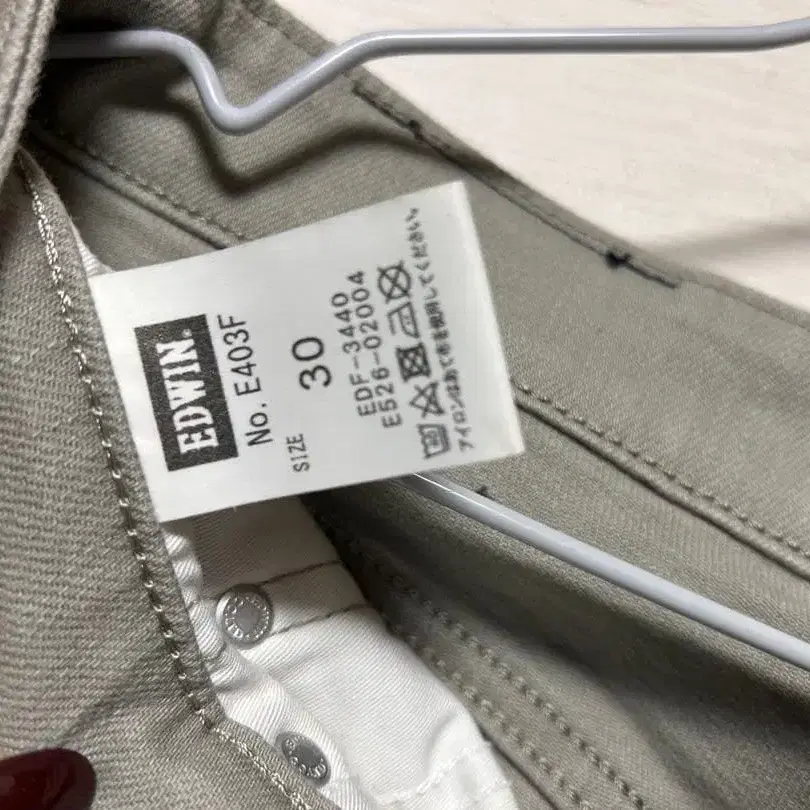 EDWIN.
No. E403F
SIZE 30
EDF-3440
E526-02004
アイロンはあて布を使用してください。